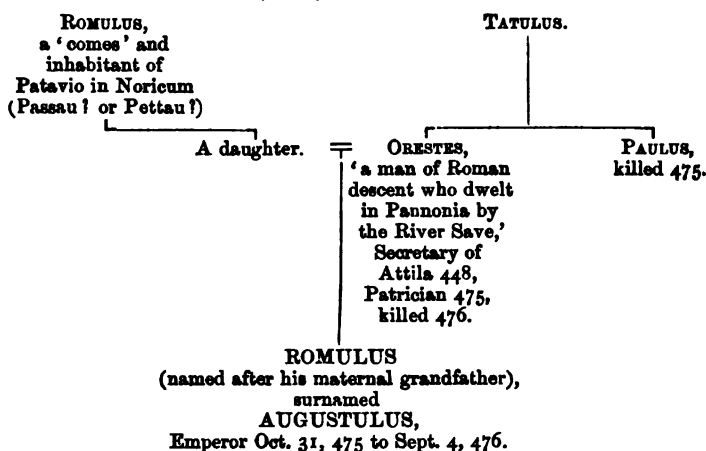 ROMULUS,
a ‘comes’ and
inhabitant of
Patavio in Noricum
(Passau? or Pettau?)
TATULUS.
A daughter.
=
ORESTES,
‘a man of Roman
descent who dwelt
in Pannonia by
the River Save,’
Secretary of
Attila 448,
Patrician 475,
killed 476.
PAULUS,
killed 475.
ROMULUS
(named after his maternal grandfather),
surnamed
AUGUSTULUS,
Emperor Oct. 31, 475 to Sept. 4, 476.